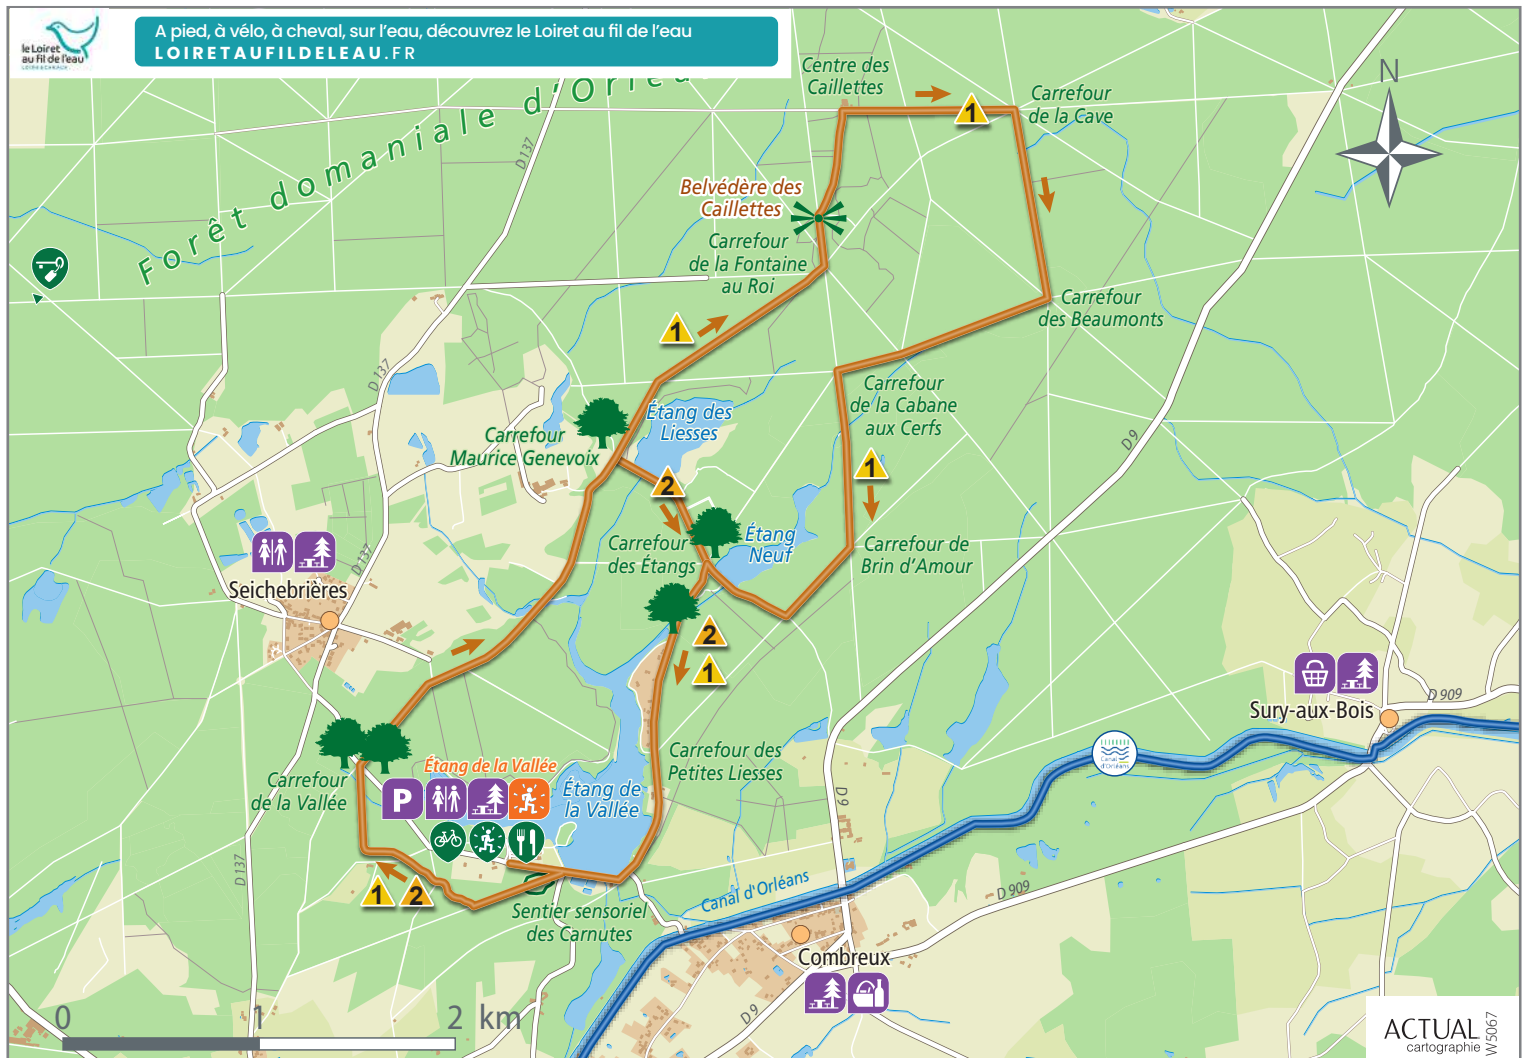 le Loiret
au fil de l'eau
A pied, à vélo, à cheval, sur l'eau, découvrez le Loiret au fil de l'eau
LOIRETAUFILDELEAU.FR
Forêt domaniale d'Orléa
Centre des
Caillettes
1
Carrefour
de la Cave
N
D 137
Belvédère des
Caillettes
Carrefour
de la Fontaine
au Roi
Carrefour
des Beaumonts
1
D 137
Carrefour
de la Cabane
aux Cerfs
Étang des
Liesses
Carrefour
Maurice Genevoix
D 9
1
2
Étang
Neuf
Carrefour
des Étangs
Carrefour de
Brin d'Amour
D 137
Seichebrières
2
1
Sury-aux-Bois
D 909
Canal
d'Orléans
Carrefour des
Petites Liesses
Étang de la Vallée
P
Étang de
la Vallée
Carrefour
de la Vallée
D 9
D 137
1
2
Canal d'Orléans
D 909
Sentier sensoriel
des Carnutes
Combreux
D 9
0 1 2 km
ACTUAL
cartographie
W5067